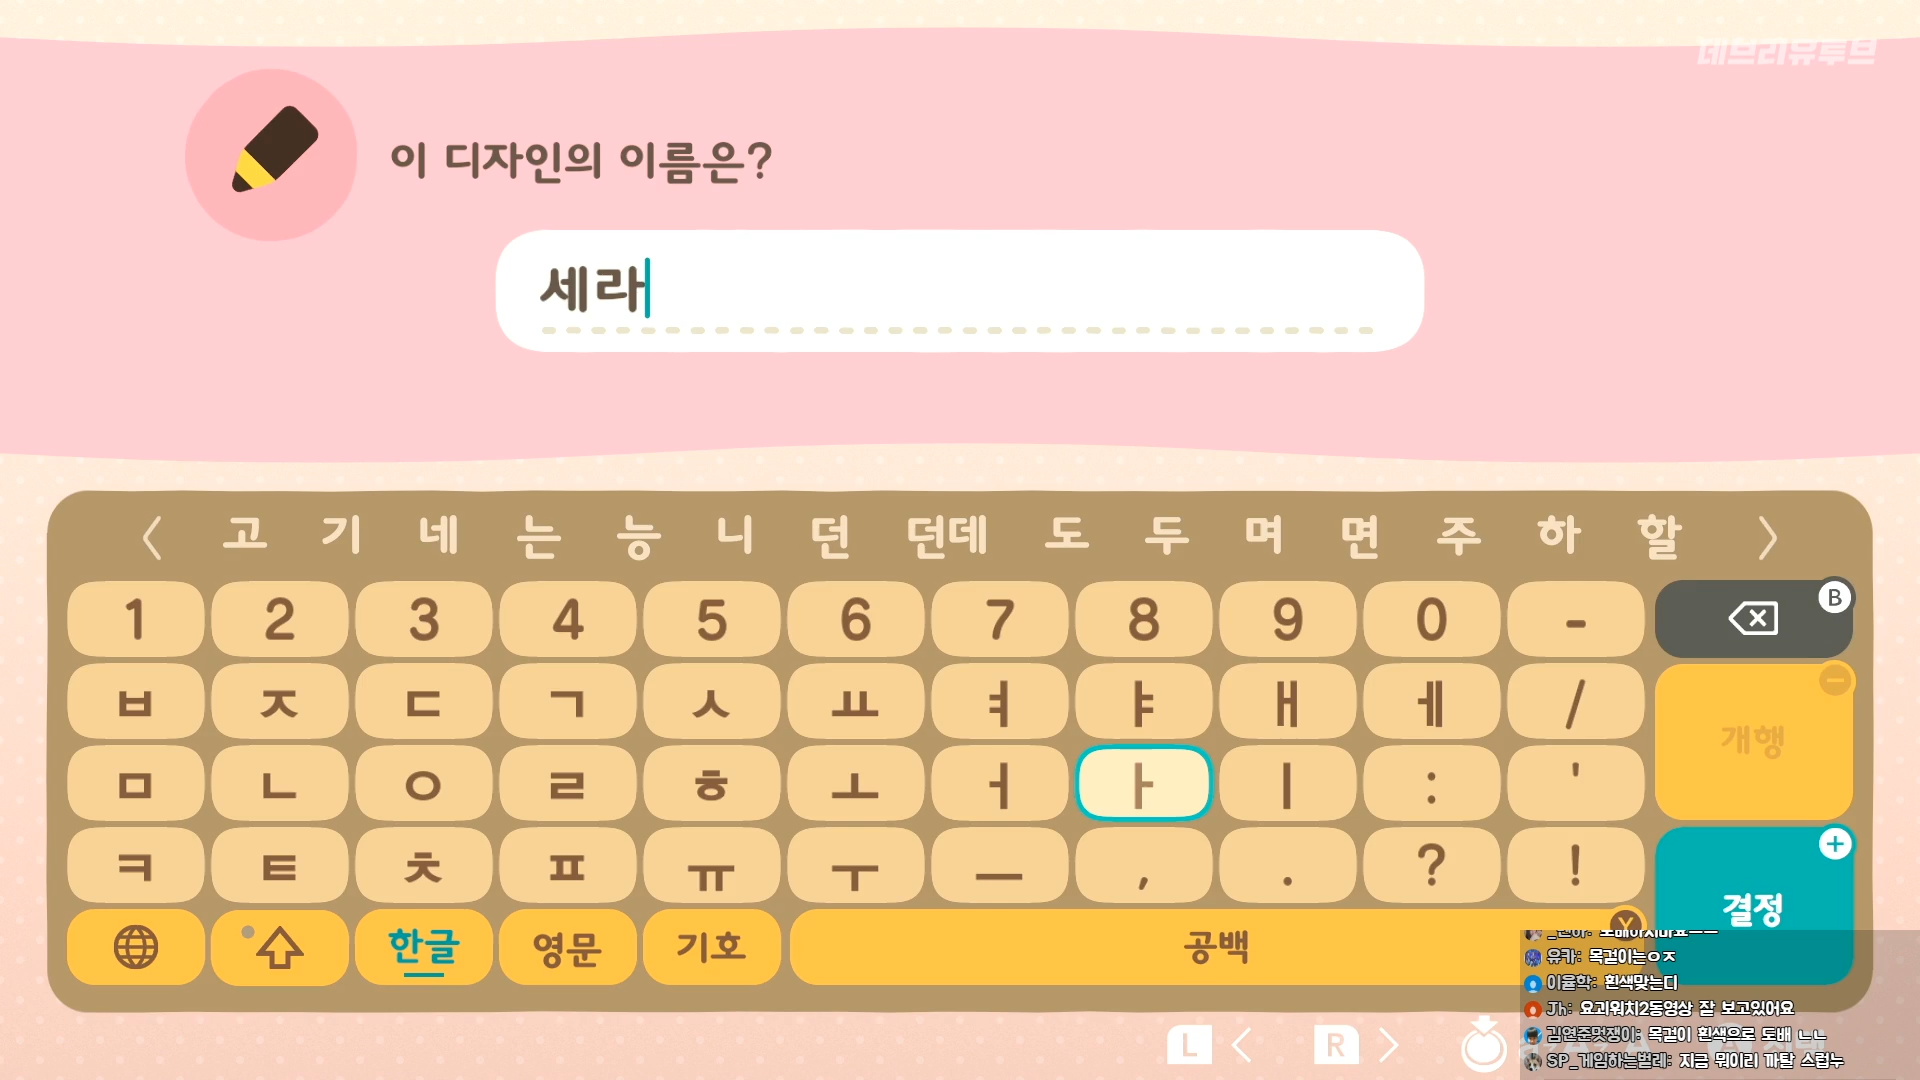 데브리유투브
이 디자인의 이름은?
세라
〈 고 기 네 는 능 니 던 던데 도 두 며 면 주 하 할 〉
1 2 3 4 5 6 7 8 9 0 - B
ㅂ ㅈ ㄷ ㄱ ㅅ ㅛ ㅕ ㅑ ㅐ ㅔ / 개행
ㅁ ㄴ ㅇ ㄹ ㅎ ㅗ ㅓ ㅏ ㅣ : '
ㅋ ㅌ ㅊ ㅍ ㅠ ㅜ ㅡ , . ? ! 결정
한글 영문 기호 공백 Y
유카: 목걸이는ㅇㅈ
이율학: 흰색맞는디
Jh: 요괴워치2동영상 잘 보고있어요
김연준멋쟁이: 목걸이 흰색으로 도배 ㄴㄴ
SP_게임하는벌레: 지금 뭐이리 까탈 스럽누
L R